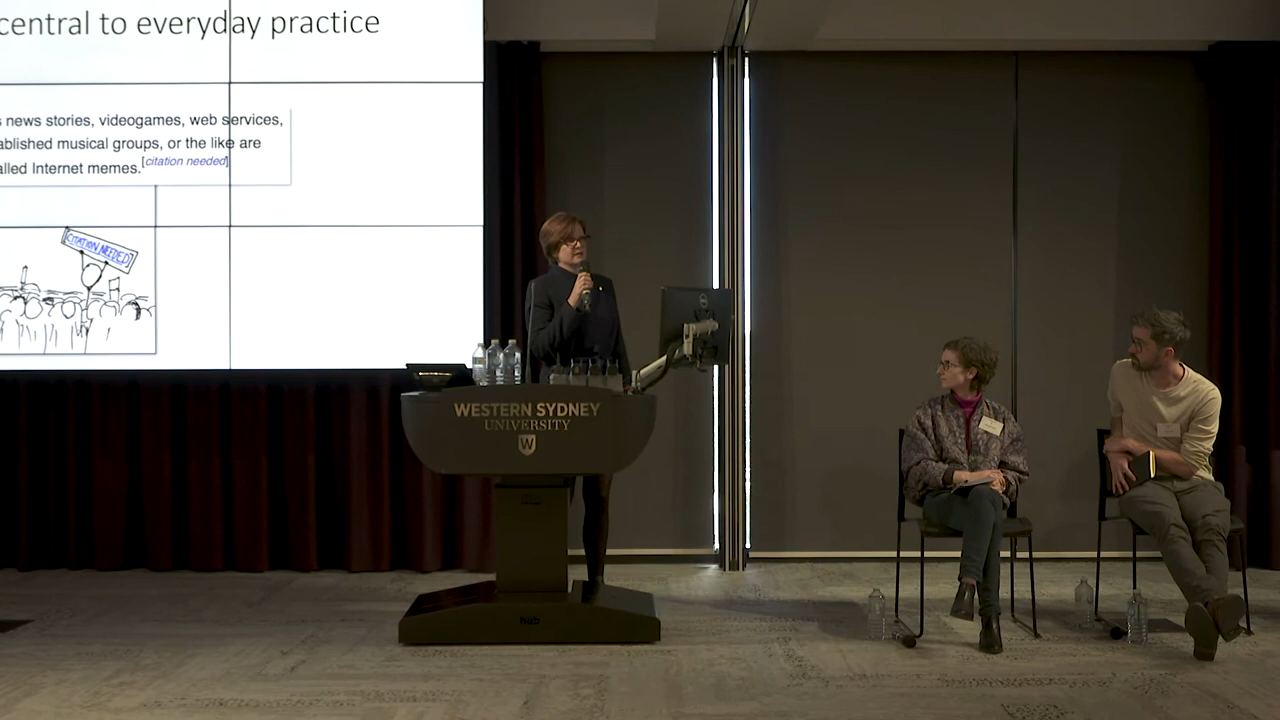 central to everyday practice
s news stories, videogames, web services,
ablished musical groups, or the like are
alled Internet memes.[citation needed]
CITATION NEEDED
WESTERN SYDNEY
UNIVERSITY
W
hub